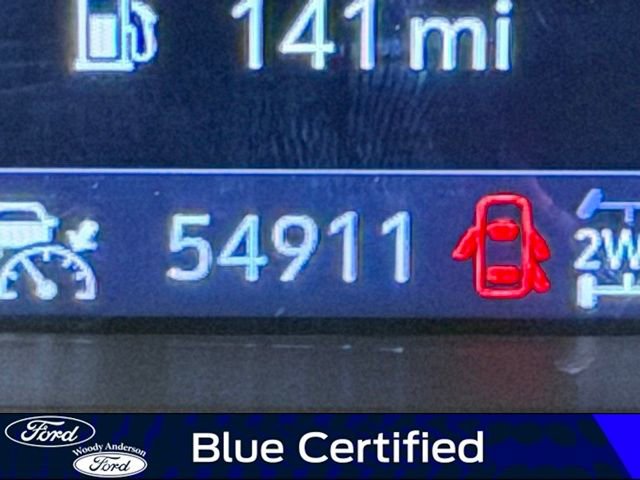 141 mi
54911
2W
Ford
Woody Anderson
Ford
Blue Certified